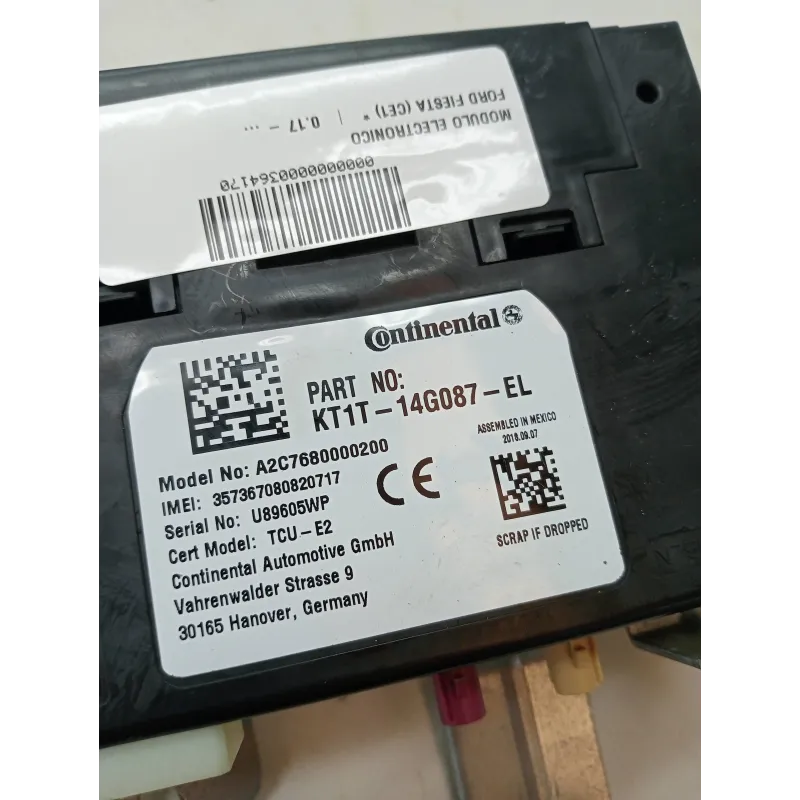 MODULO ELECTRONICO
FORD FIESTA (CE1) * | 0.17 - ...
000000000000364170
Continental
PART NO:
KT1T-14G087-EL
ASSEMBLED IN MEXICO
2018.09.07
Model No: A2C7680000200
IMEI: 357367080820717
Serial No: U89605WP
Cert Model: TCU-E2
Continental Automotive GmbH
Vahrenwalder Strasse 9
30165 Hanover, Germany
CE
SCRAP IF DROPPED